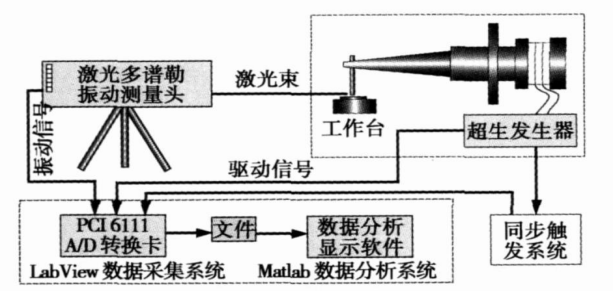 激光多谱勒
振动测量头
激光束
工作台
超生发生器
振动信号
驱动信号
PCI 6111
A/D 转换卡
文件
数据分析
显示软件
同步触
发系统
LabView 数据采集系统
Matlab 数据分析系统